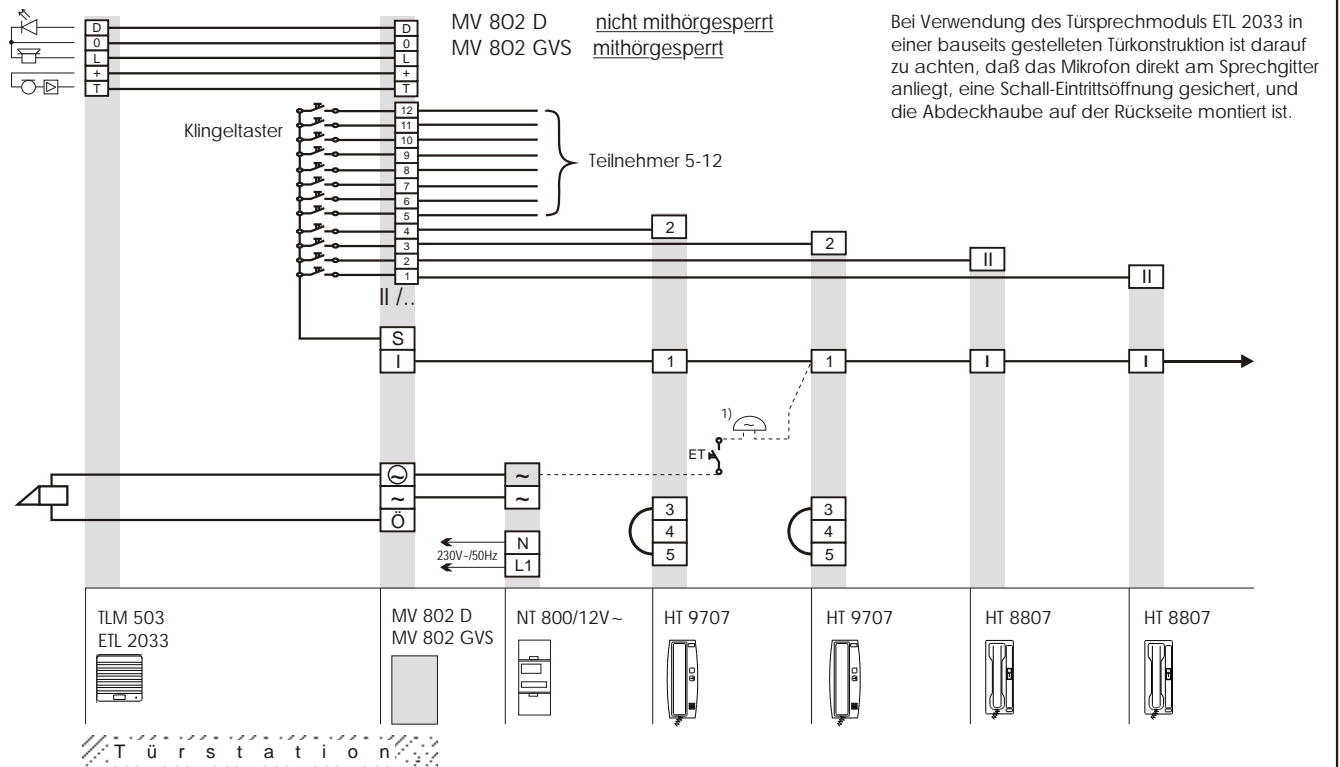 MV 802 D nicht mithörgesperrt
MV 802 GVS mithörgesperrt
Bei Verwendung des Türsprechmoduls ETL 2033 in
einer bauseits gestelleten Türkonstruktion ist darauf
zu achten, daß das Mikrofon direkt am Sprechgitter
anliegt, eine Schall-Eintrittsöffnung gesichert, und
die Abdeckhaube auf der Rückseite montiert ist.
D D
0 0
L L
+ +
T T
Klingeltaster
12
11
10
9
8
7
6
5
4
3
2
1
Teilnehmer 5-12
2
2
II
II
II /..
S
I 1 1 I I
1)
~
ET
~ ~
~ ~
Ö
N
230V~/50Hz
L1
3 3
4 4
5 5
TLM 503
ETL 2033
MV 802 D
MV 802 GVS
NT 800/12V~
HT 9707
HT 9707
HT 8807
HT 8807
Türstation